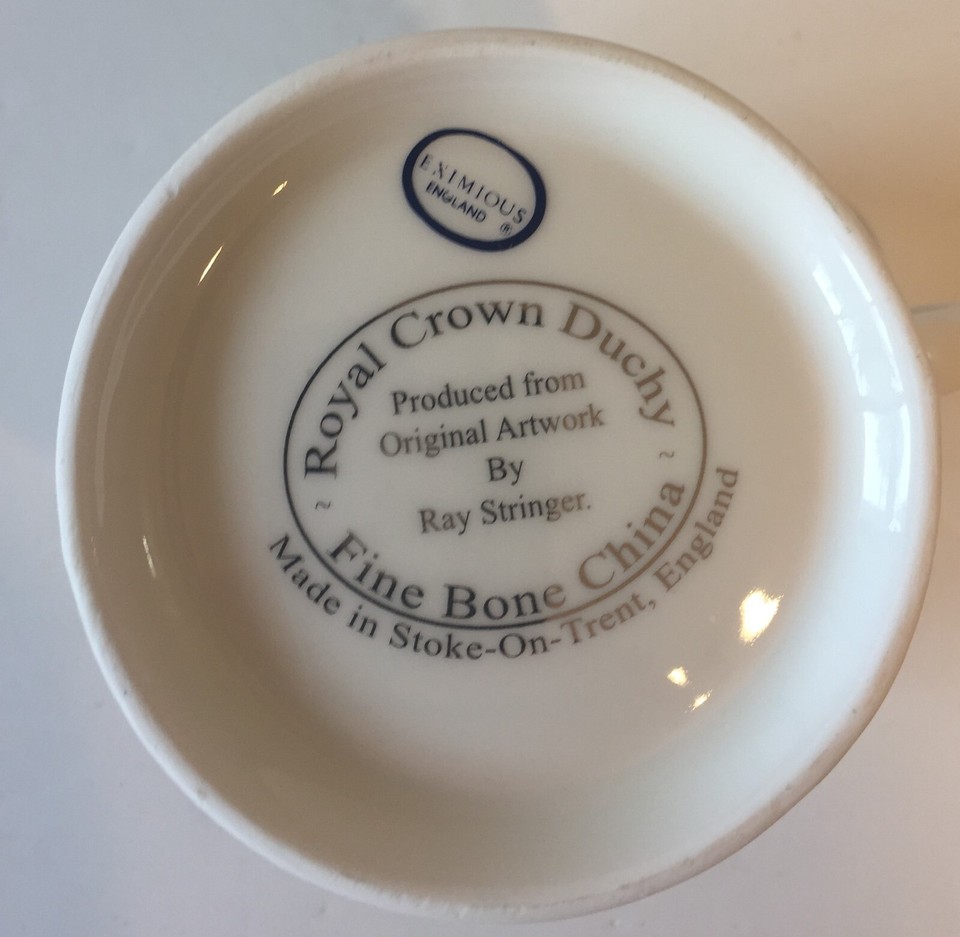 EXIMIOUS
ENGLAND ®
Royal Crown Duchy
Produced from
Original Artwork
By
Ray Stringer.
~ Fine Bone China ~
Made in Stoke-On-Trent, England